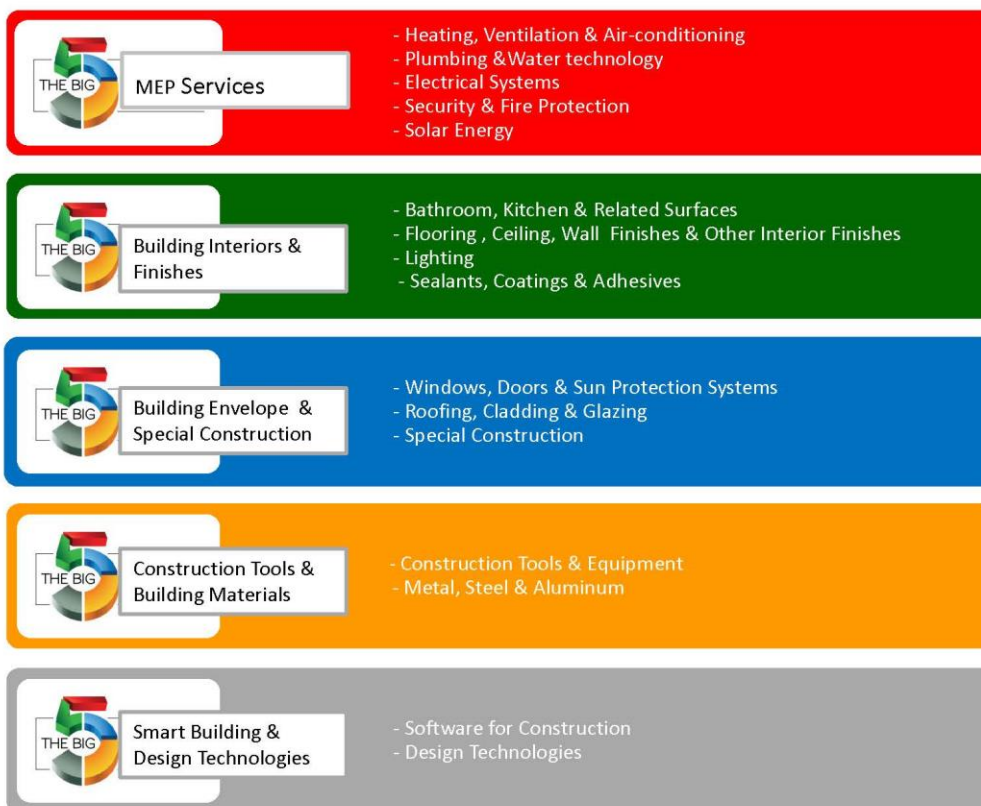 THE BIG
MEP Services
- Heating, Ventilation & Air-conditioning
- Plumbing &Water technology
- Electrical Systems
- Security & Fire Protection
- Solar Energy
THE BIG
Building Interiors &
Finishes
- Bathroom, Kitchen & Related Surfaces
- Flooring , Ceiling, Wall  Finishes & Other Interior Finishes
- Lighting
- Sealants, Coatings & Adhesives
THE BIG
Building Envelope  &
Special Construction
- Windows, Doors & Sun Protection Systems
- Roofing, Cladding & Glazing
- Special Construction
THE BIG
Construction Tools &
Building Materials
- Construction Tools & Equipment
- Metal, Steel & Aluminum
THE BIG
Smart Building &
Design Technologies
- Software for Construction
- Design Technologies